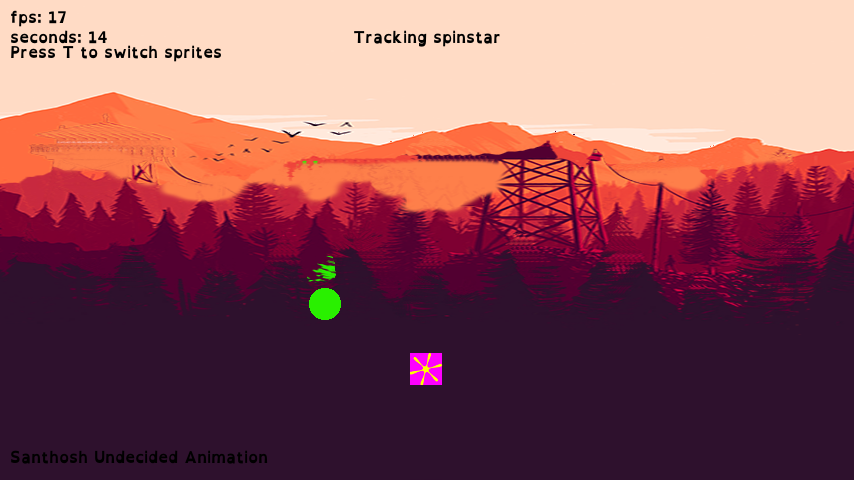 fps: 17
seconds: 14
Tracking spinstar
Press T to switch sprites
Santhosh Undecided Animation